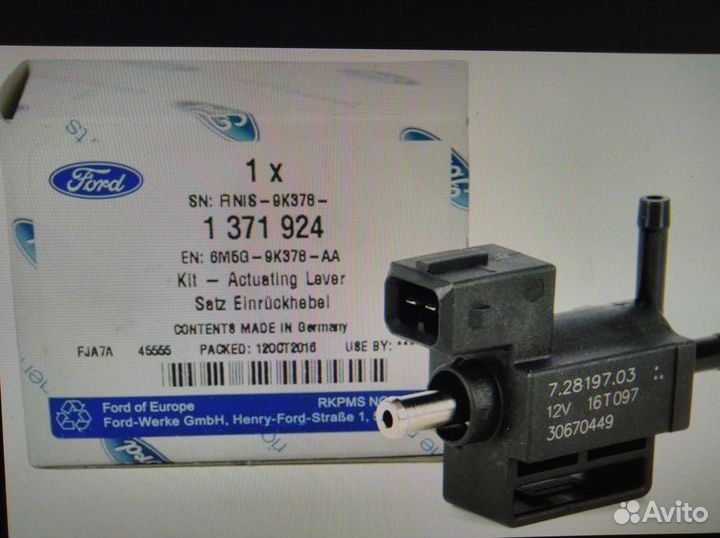 Ford
1 x
SN: FINIS-9K378-
1 371 924
EN: 6M5G-9K378-AA
Kit - Actuating Lever
Satz Einrückhebel
CONTENTS MADE IN Germany
FJA7A 45555 PACKED: 12OCT2016 USE BY: ***
Ford of Europe RKPMS
Ford-Werke GmbH, Henry-Ford-Straße 1,
7.28197.03
12V 16T097
30670449
Avito